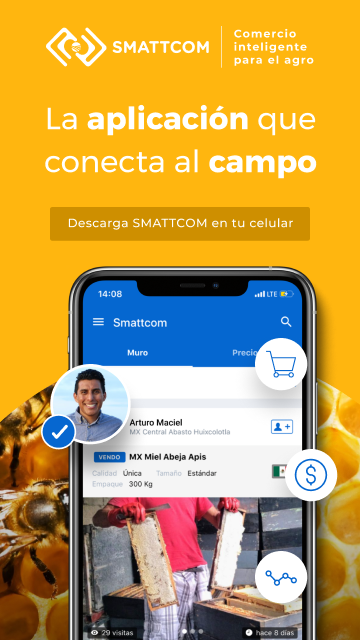 SMATTCOM
Comercio
inteligente
para el agro
La aplicación que
conecta al campo
Descarga SMATTCOM en tu celular
14:08
LTE
Smattcom
Muro
Precio
Arturo Maciel
MX Central Abasto Huixcolotla
VENDO MX Miel Abeja Apis
Calidad Única Tamaño Estándar
Empaque 300 Kg
29 visitas
hace 8 días